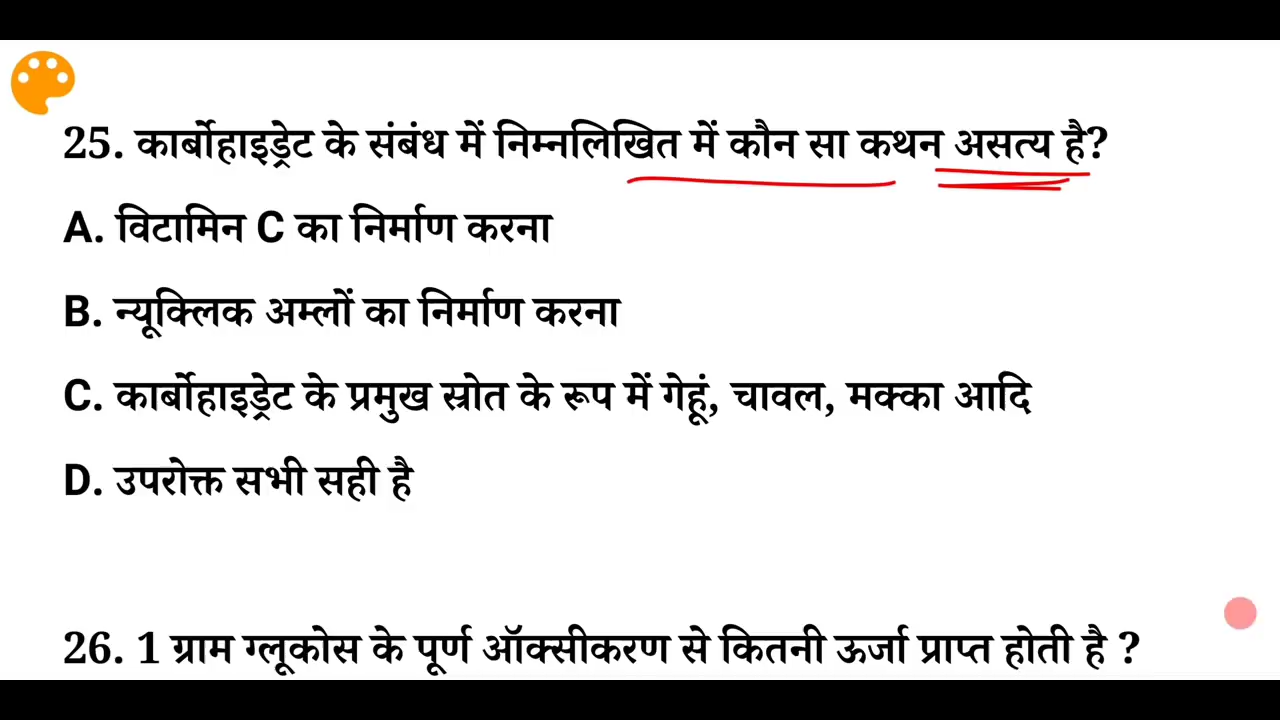 25. कार्बोहाइड्रेट के संबंध में निम्नलिखित में कौन सा कथन असत्य है?
A. विटामिन C का निर्माण करना
B. न्यूक्लिक अम्लों का निर्माण करना
C. कार्बोहाइड्रेट के प्रमुख स्रोत के रूप में गेहूं, चावल, मक्का आदि
D. उपरोक्त सभी सही है
26. 1 ग्राम ग्लूकोस के पूर्ण ऑक्सीकरण से कितनी ऊर्जा प्राप्त होती है ?